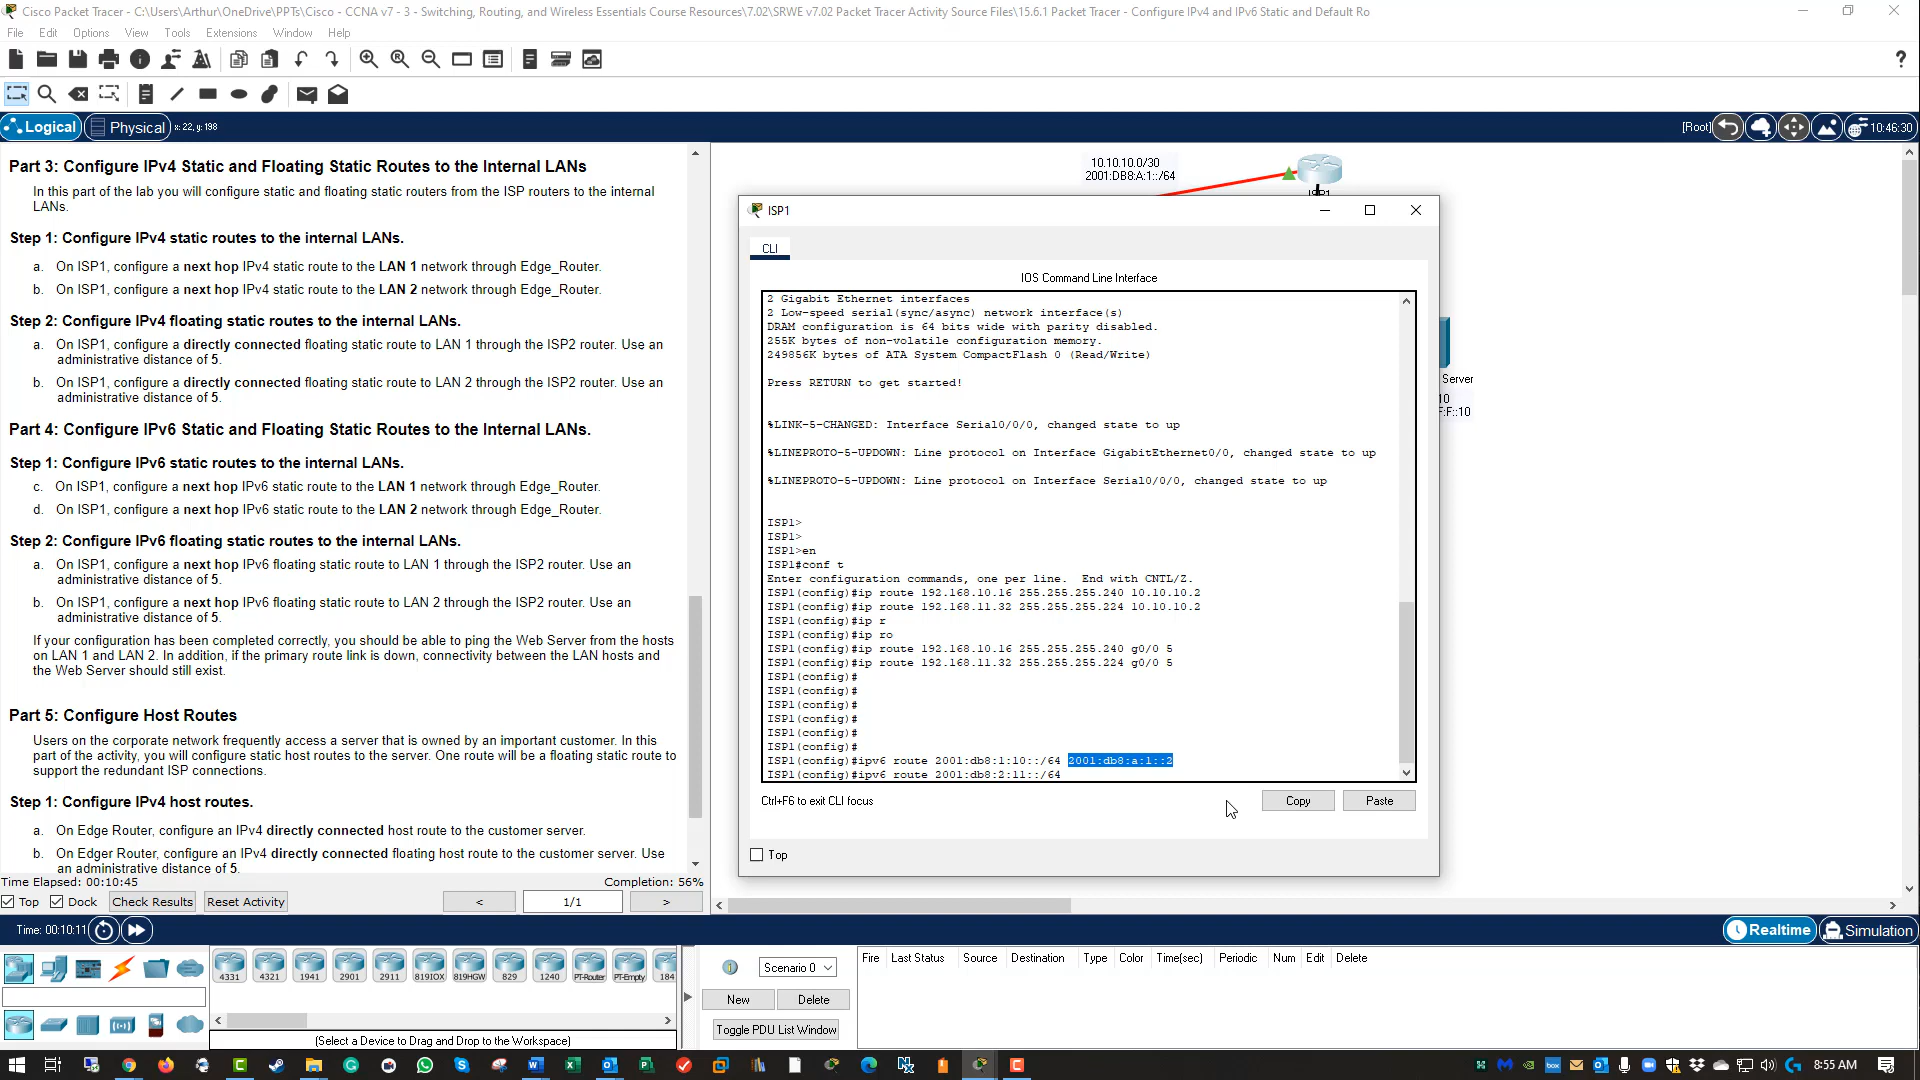 Cisco Packet Tracer - C:\Users\Arthur\OneDrive\PPTs\Cisco - CCNA v7 - 3 - Switching, Routing, and Wireless Essentials Course Resources\7.02\SRWE v7.02 Packet Tracer Activity Source Files\15.6.1 Packet Tracer - Configure IPv4 and IPv6 Static and Default Ro
File Edit Options View Tools Extensions Window Help
Logical Physical x: 22, y: 198 [Root] 10:46:30
Part 3: Configure IPv4 Static and Floating Static Routes to the Internal LANs
In this part of the lab you will configure static and floating static routers from the ISP routers to the internal
LANs.
Step 1: Configure IPv4 static routes to the internal LANs.
a. On ISP1, configure a next hop IPv4 static route to the LAN 1 network through Edge_Router.
b. On ISP1, configure a next hop IPv4 static route to the LAN 2 network through Edge_Router.
Step 2: Configure IPv4 floating static routes to the internal LANs.
a. On ISP1, configure a directly connected floating static route to LAN 1 through the ISP2 router. Use an
administrative distance of 5.
b. On ISP1, configure a directly connected floating static route to LAN 2 through the ISP2 router. Use an
administrative distance of 5.
Part 4: Configure IPv6 Static and Floating Static Routes to the Internal LANs.
Step 1: Configure IPv6 static routes to the internal LANs.
c. On ISP1, configure a next hop IPv6 static route to the LAN 1 network through Edge_Router.
d. On ISP1, configure a next hop IPv6 static route to the LAN 2 network through Edge_Router.
Step 2: Configure IPv6 floating static routes to the internal LANs.
a. On ISP1, configure a next hop IPv6 floating static route to LAN 1 through the ISP2 router. Use an
administrative distance of 5.
b. On ISP1, configure a next hop IPv6 floating static route to LAN 2 through the ISP2 router. Use an
administrative distance of 5.
If your configuration has been completed correctly, you should be able to ping the Web Server from the hosts
on LAN 1 and LAN 2. In addition, if the primary route link is down, connectivity between the LAN hosts and
the Web Server should still exist.
Part 5: Configure Host Routes
Users on the corporate network frequently access a server that is owned by an important customer. In this
part of the activity, you will configure static host routes to the server. One route will be a floating static route to
support the redundant ISP connections.
Step 1: Configure IPv4 host routes.
a. On Edge Router, configure an IPv4 directly connected host route to the customer server.
b. On Edger Router, configure an IPv4 directly connected floating host route to the customer sever. Use
an administrative distance of 5.
Time Elapsed: 00:10:45 Completion: 56%
Top Dock Check Results Reset Activity < 1/1 >
10.10.10.0/30
2001:DB8:A:1::/64
ISP1
Server
10
F:F::10
ISP1
CLI
IOS Command Line Interface
2 Gigabit Ethernet interfaces
2 Low-speed serial(sync/async) network interface(s)
DRAM configuration is 64 bits wide with parity disabled.
255K bytes of non-volatile configuration memory.
249856K bytes of ATA System CompactFlash 0 (Read/Write)
Press RETURN to get started!
%LINK-5-CHANGED: Interface Serial0/0/0, changed state to up
%LINEPROTO-5-UPDOWN: Line protocol on Interface GigabitEthernet0/0, changed state to up
%LINEPROTO-5-UPDOWN: Line protocol on Interface Serial0/0/0, changed state to up
ISP1>
ISP1>
ISP1>en
ISP1#conf t
Enter configuration commands, one per line. End with CNTL/Z.
ISP1(config)#ip route 192.168.10.16 255.255.255.240 10.10.10.2
ISP1(config)#ip route 192.168.11.32 255.255.255.224 10.10.10.2
ISP1(config)#ip r
ISP1(config)#ip ro
ISP1(config)#ip route 192.168.10.16 255.255.255.240 g0/0 5
ISP1(config)#ip route 192.168.11.32 255.255.255.224 g0/0 5
ISP1(config)#
ISP1(config)#
ISP1(config)#
ISP1(config)#
ISP1(config)#
ISP1(config)#
ISP1(config)#ipv6 route 2001:db8:1:10::/64 2001:db8:a:1::2
ISP1(config)#ipv6 route 2001:db8:2:11::/64
Ctrl+F6 to exit CLI focus Copy Paste
Top
Time: 00:10:11 Realtime Simulation
4331 4321 1941 2901 2911 819IOX 819HGW 829 1240 PT-Router PT-Empty 184
(Select a Device to Drag and Drop to the Workspace)
Scenario 0
New Delete
Toggle PDU List Window
Fire Last Status Source Destination Type Color Time(sec) Periodic Num Edit Delete
8:55 AM